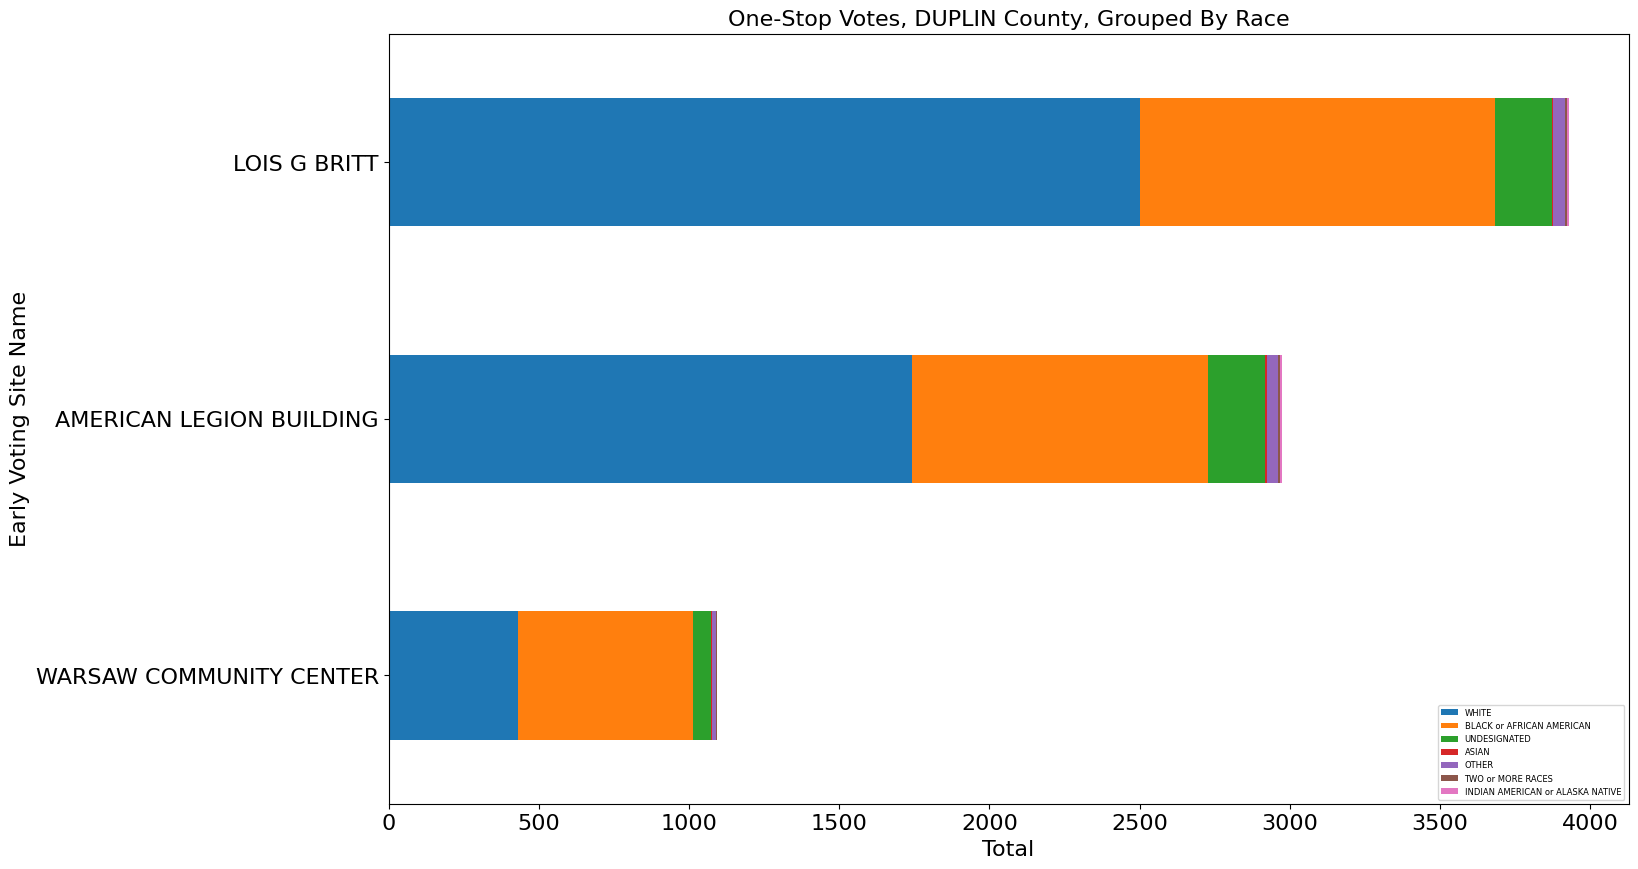 One-Stop Votes, DUPLIN County, Grouped By Race
Early Voting Site Name
LOIS G BRITT
AMERICAN LEGION BUILDING
WARSAW COMMUNITY CENTER
WHITE
BLACK or AFRICAN AMERICAN
UNDESIGNATED
ASIAN
OTHER
TWO or MORE RACES
INDIAN AMERICAN or ALASKA NATIVE
0 500 1000 1500 2000 2500 3000 3500 4000
Total